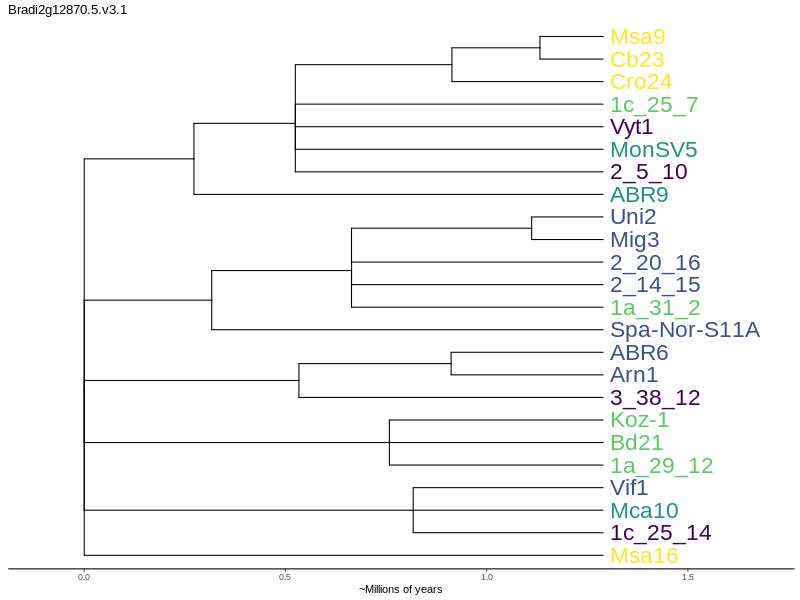 Bradi2g12870.5.v3.1
Msa9
Cb23
Cro24
1c_25_7
Vyt1
MonSV5
2_5_10
ABR9
Uni2
Mig3
2_20_16
2_14_15
1a_31_2
Spa-Nor-S11A
ABR6
Arn1
3_38_12
Koz-1
Bd21
1a_29_12
Vif1
Mca10
1c_25_14
Msa16
0.0 0.5 1.0 1.5
~Millions of years